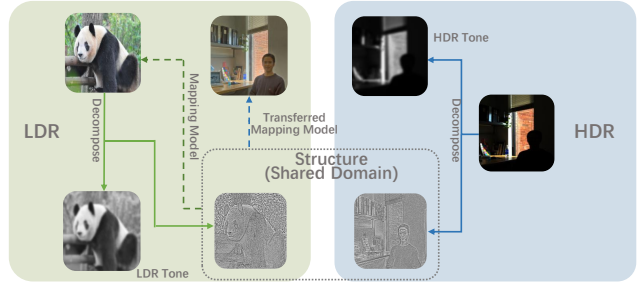 HDR Tone
Mapping Model
Decompose
Decompose
LDR
HDR
Transferred
Mapping Model
Structure
(Shared Domain)
LDR Tone